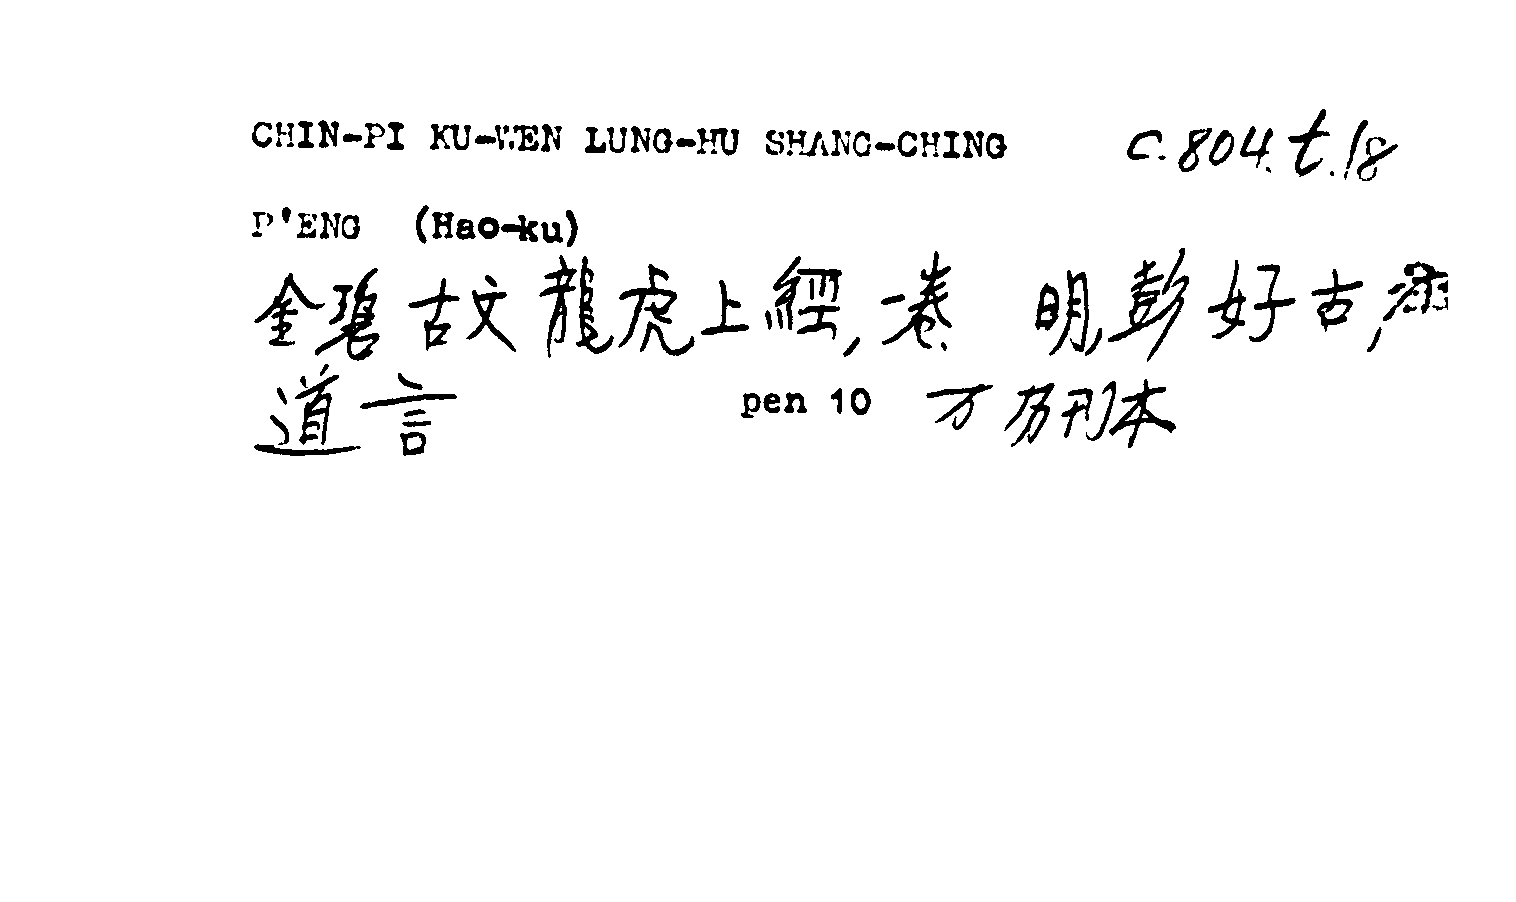 CHIN-PI KU-WEN LUNG-HU SHANG-CHING c.804.t.18
P'ENG (Hao-ku)
金碧古文龍虎上經,一卷 明,彭好古,
道言 pen 10 万历刊本